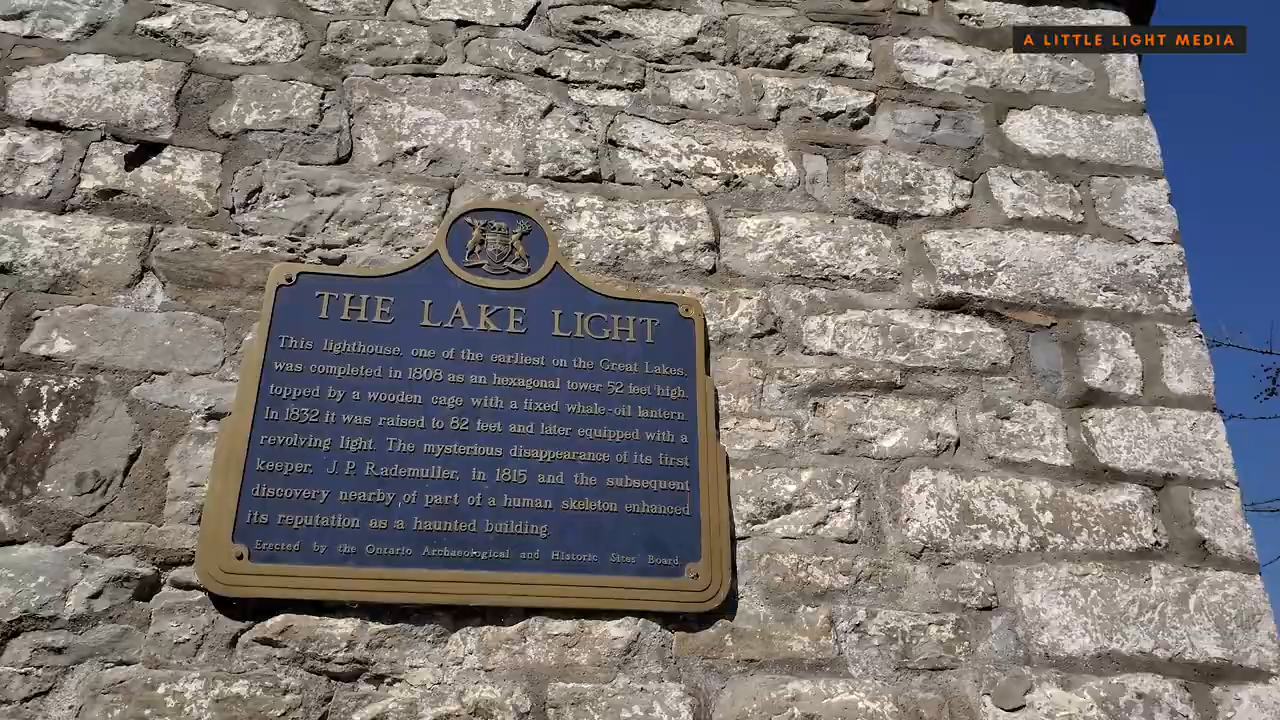 A LITTLE LIGHT MEDIA
THE LAKE LIGHT
This lighthouse, one of the earliest on the Great Lakes,
was completed in 1808 as an hexagonal tower 52 feet high,
topped by a wooden cage with a fixed whale-oil lantern.
In 1832 it was raised to 82 feet and later equipped with a
revolving light. The mysterious disappearance of its first
keeper, J. P. Rademuller, in 1815 and the subsequent
discovery nearby of part of a human skeleton enhanced
its reputation as a haunted building.
Erected by the Ontario Archaeological and Historic Sites Board.